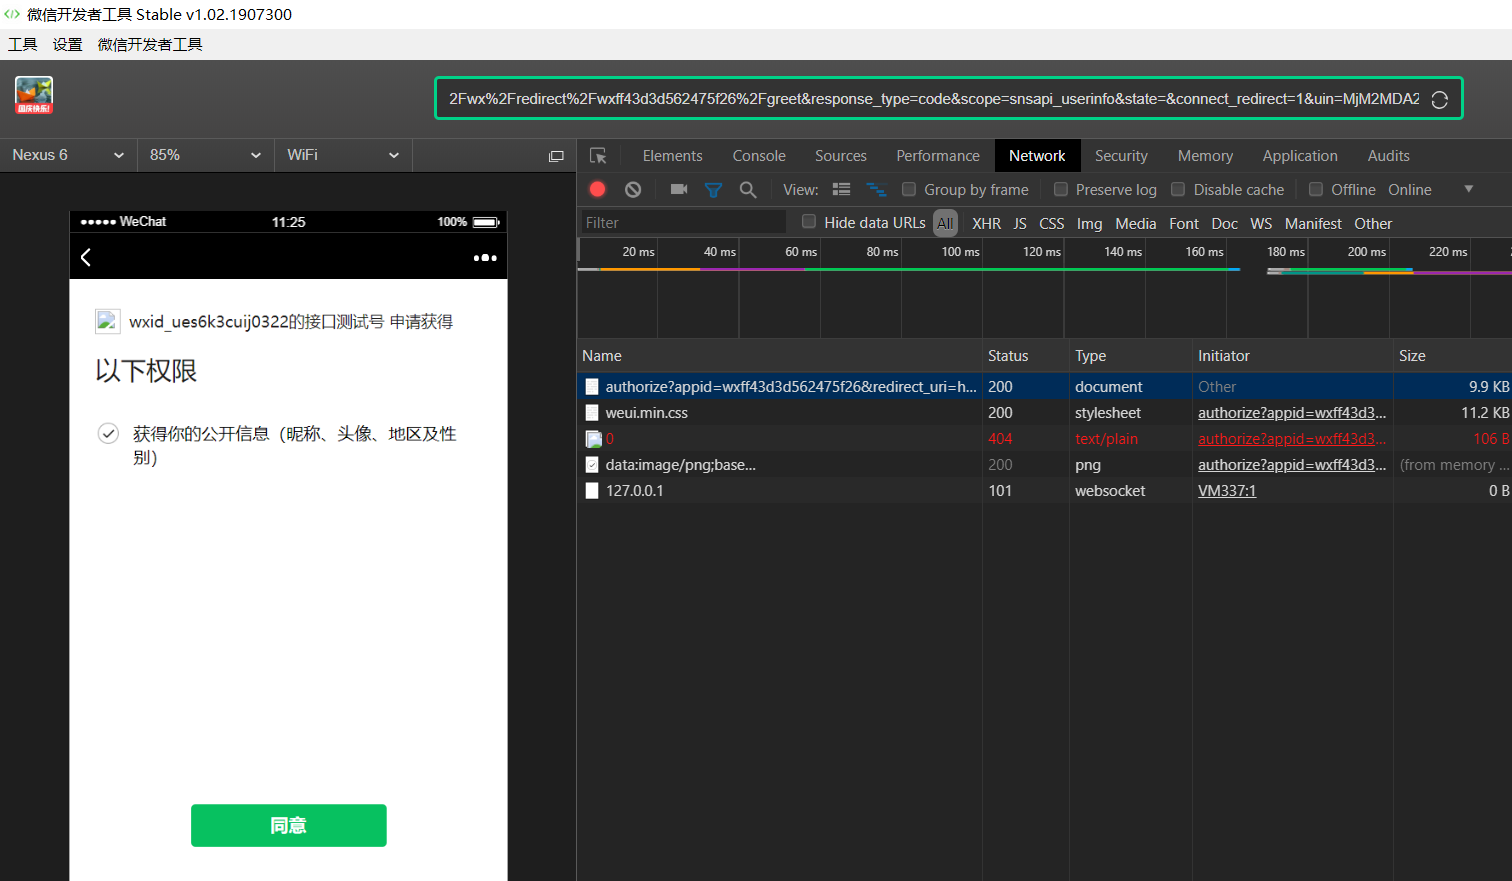 微信开发者工具 Stable v1.02.1907300
工具 设置 微信开发者工具
国庆快乐!
2Fwx%2Fredirect%2Fwxff43d3d562475f26%2Fgreet&response_type=code&scope=snsapi_userinfo&state=&connect_redirect=1&uin=MjM2MDA2
Nexus 6 85% WiFi
Elements Console Sources Performance Network Security Memory Application Audits
View: Group by frame Preserve log Disable cache Offline Online
Filter Hide data URLs All XHR JS CSS Img Media Font Doc WS Manifest Other
20 ms 40 ms 60 ms 80 ms 100 ms 120 ms 140 ms 160 ms 180 ms 200 ms 220 ms
Name Status Type Initiator Size
authorize?appid=wxff43d3d562475f26&redirect_uri=h... 200 document Other 9.9 KB
weui.min.css 200 stylesheet authorize?appid=wxff43d3... 11.2 KB
0 404 text/plain authorize?appid=wxff43d3... 106 B
data:image/png;base... 200 png authorize?appid=wxff43d3... (from memory ...
127.0.0.1 101 websocket VM337:1 0 B
WeChat 11:25 100%
wxid_ues6k3cuij0322的接口测试号 申请获得
以下权限
获得你的公开信息（昵称、头像、地区及性
别）
同意